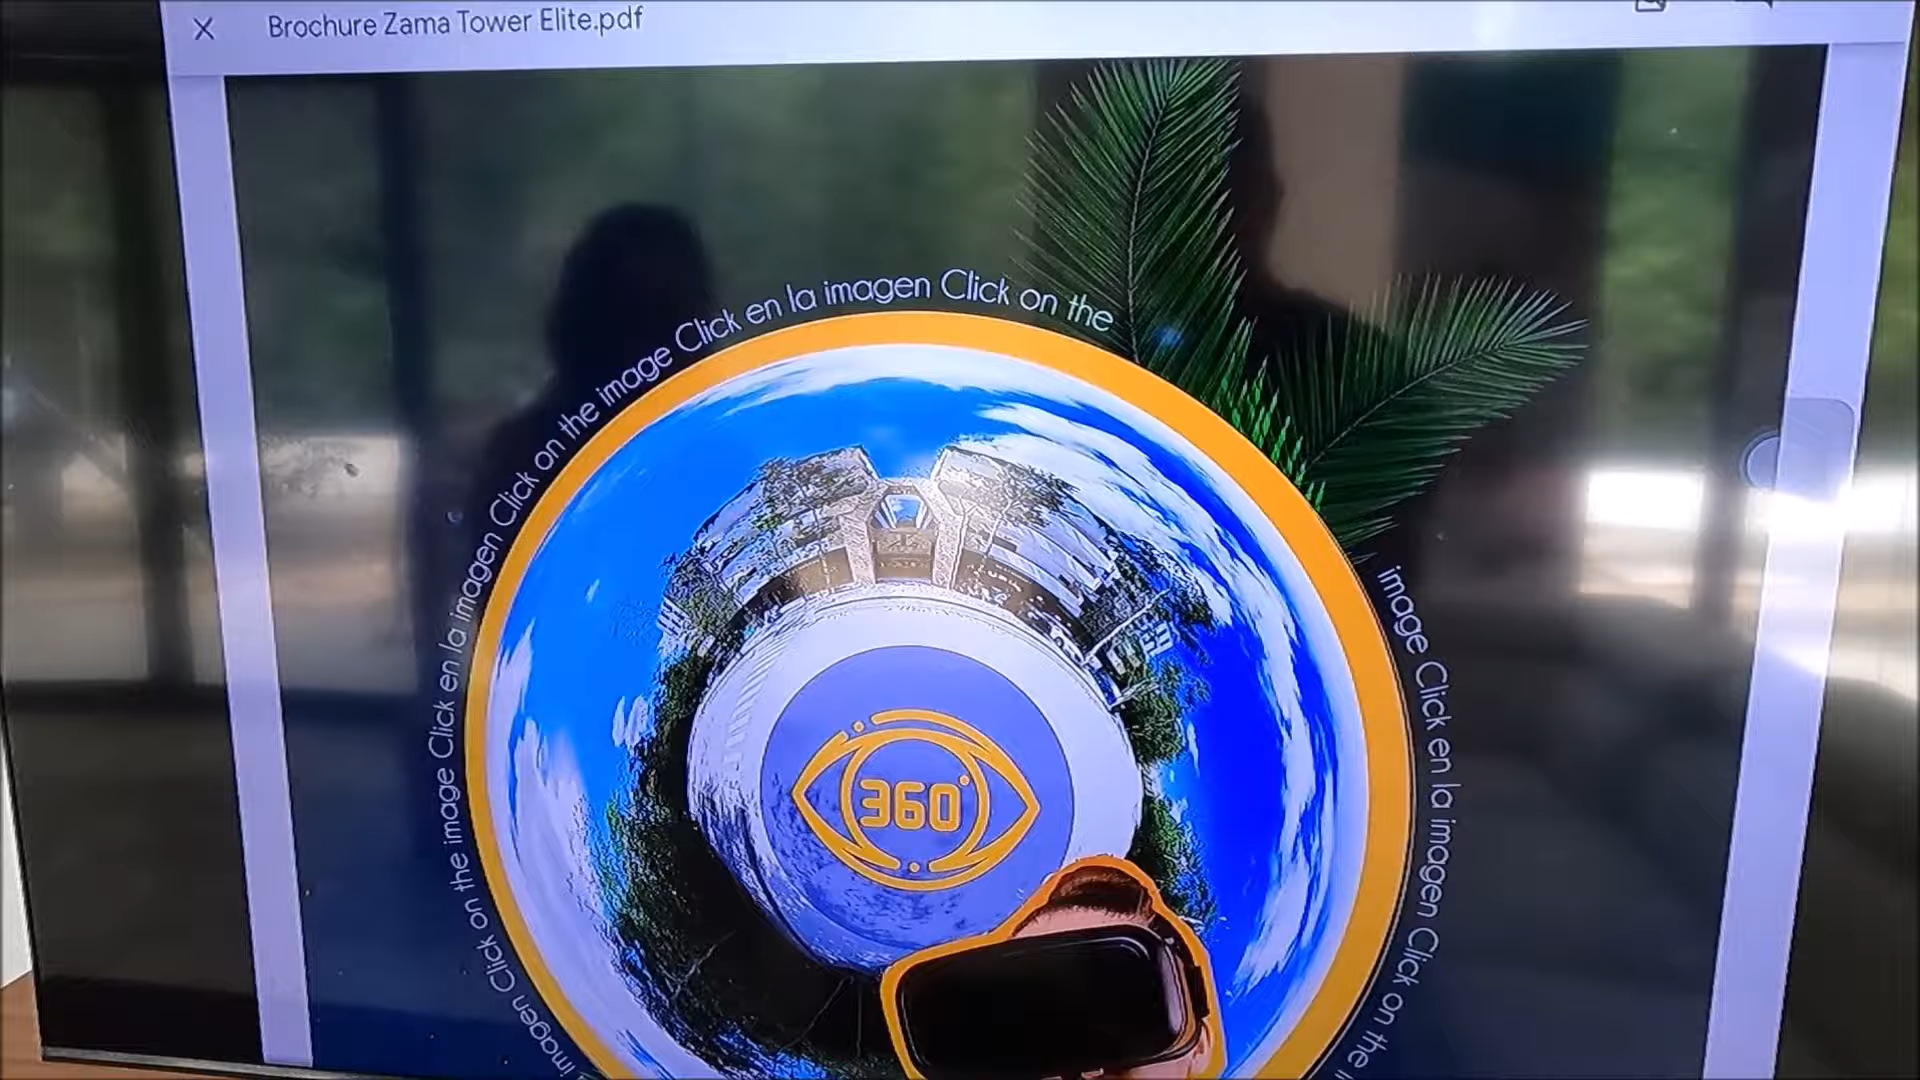 Brochure Zama Tower Elite.pdf
imagen Click on the image Click en la imagen Click on the image Click en la imagen Click on the
image Click en la imagen Click on the
360°